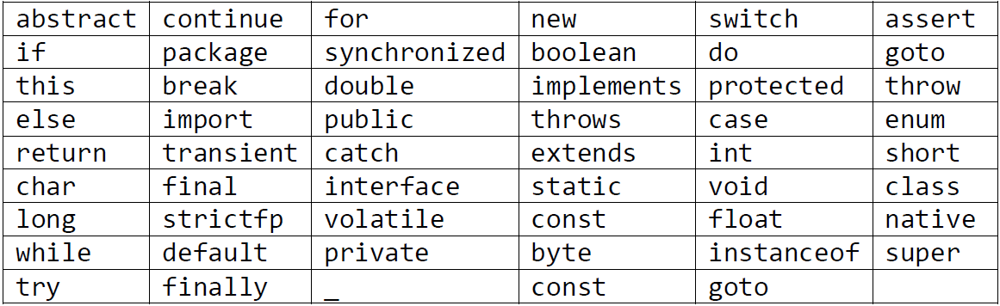 abstract continue for new switch assert
if package synchronized boolean do goto
this break double implements protected throw
else import public throws case enum
return transient catch extends int short
char final interface static void class
long strictfp volatile const float native
while default private byte instanceof super
try finally _ const goto